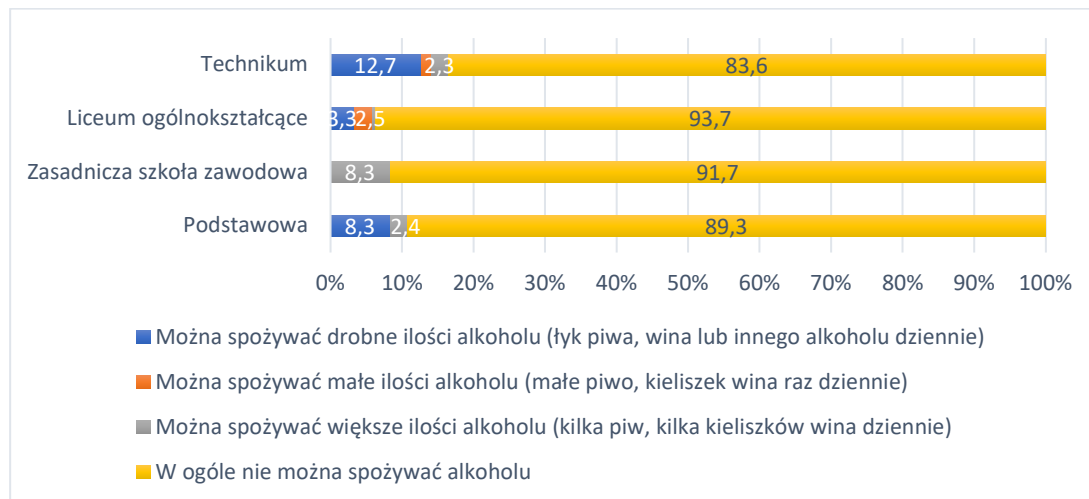 Technikum
12,7 2,3 83,6
Liceum ogólnokształcące
3,3 2,5 93,7
Zasadnicza szkoła zawodowa
8,3 91,7
Podstawowa
8,3 2,4 89,3
0% 10% 20% 30% 40% 50% 60% 70% 80% 90% 100%
Można spożywać drobne ilości alkoholu (łyk piwa, wina lub innego alkoholu dziennie)
Można spożywać małe ilości alkoholu (małe piwo, kieliszek wina raz dziennie)
Można spożywać większe ilości alkoholu (kilka piw, kilka kieliszków wina dziennie)
W ogóle nie można spożywać alkoholu